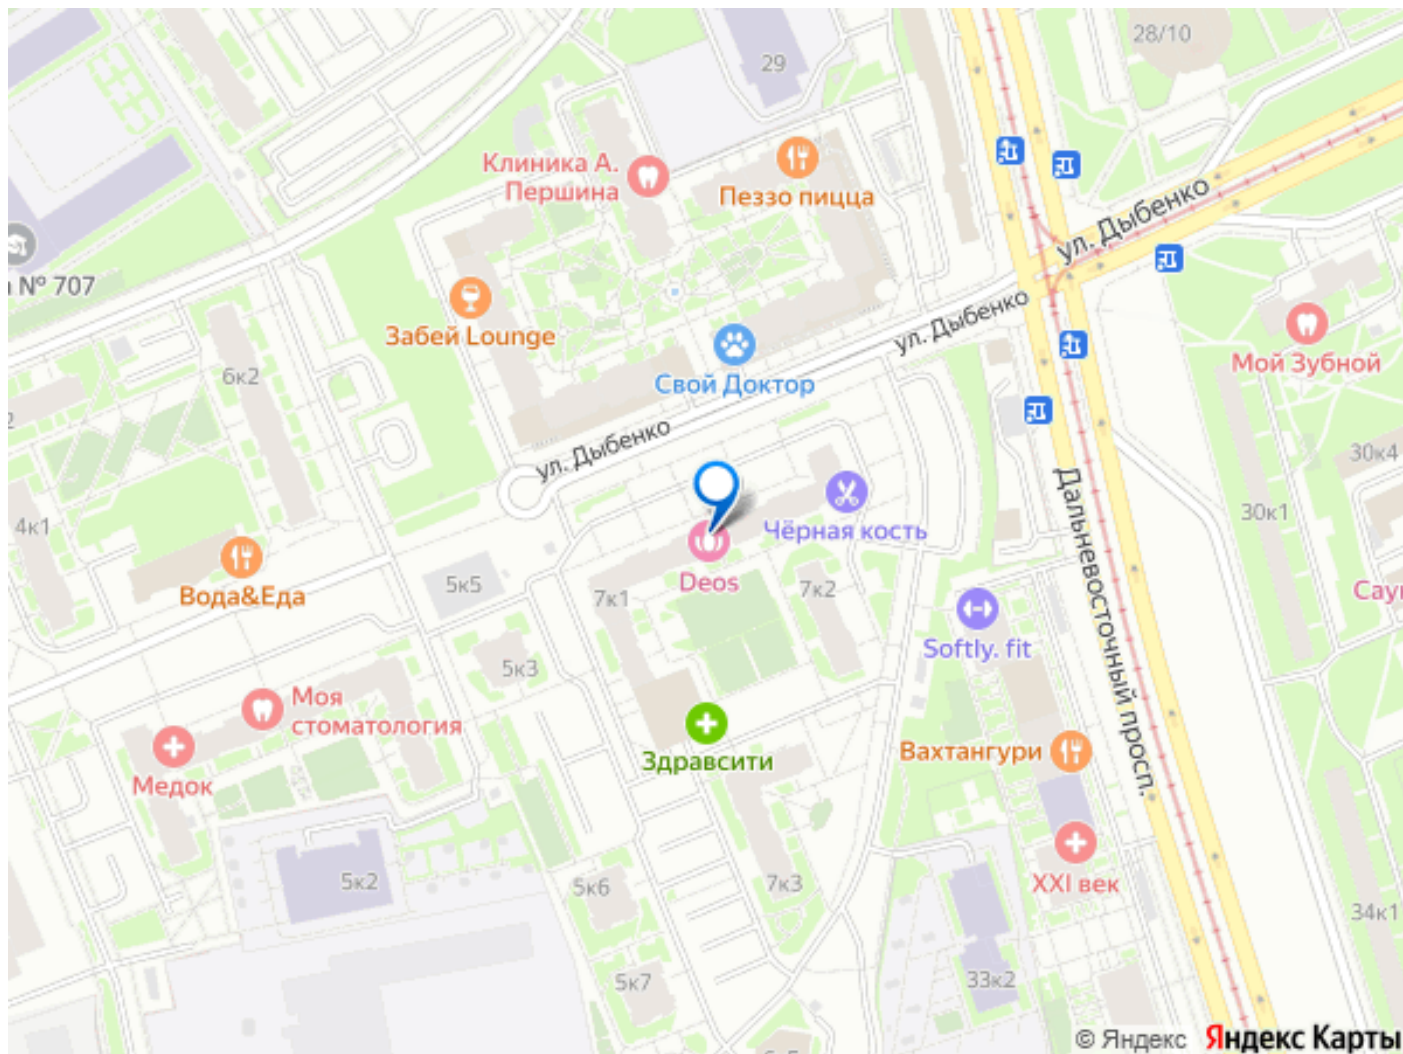 28/10
29
Клиника А.
Першина
Пеззо пицца
ул. Дыбенко
№ 707
Забей Lounge
ул. Дыбенко
Свой Доктор
Мой Зубной
6к2
ул. Дыбенко
30к4
4к1
Чёрная кость
30к1
Дальневосточный просп.
Вода&Еда
5к5
Deos
7к1
7к2
5к3
Softly. fit
Моя
стоматология
Медок
Здравсити
Вахтангури
5к2
5к6
7к3
XXI век
34к1
5к7
33к2
© Яндекс Яндекс Карты